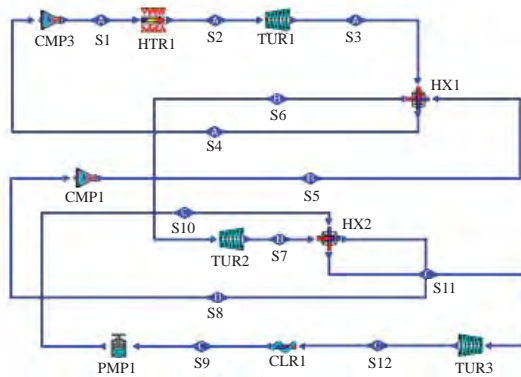 A A A
CMP3 S1 HTR1 S2 TUR1 S3
B HX1
S6
A
S4
B
CMP1 S5
C
S10 HX2
B
TUR2 S7
B C
S8 S11
C C
PMP1 S9 CLR1 S12 TUR3